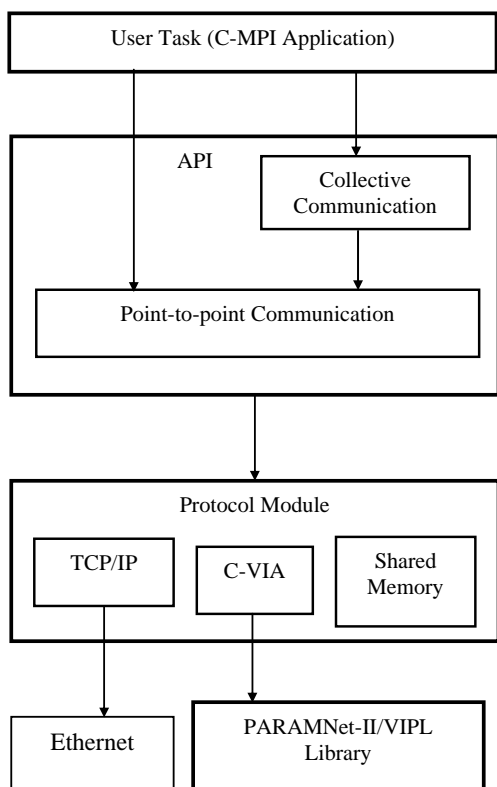 User Task (C-MPI Application)
API
Collective
Communication
Point-to-point Communication
Protocol Module
TCP/IP
C-VIA
Shared
Memory
Ethernet
PARAMNet-II/VIPL
Library